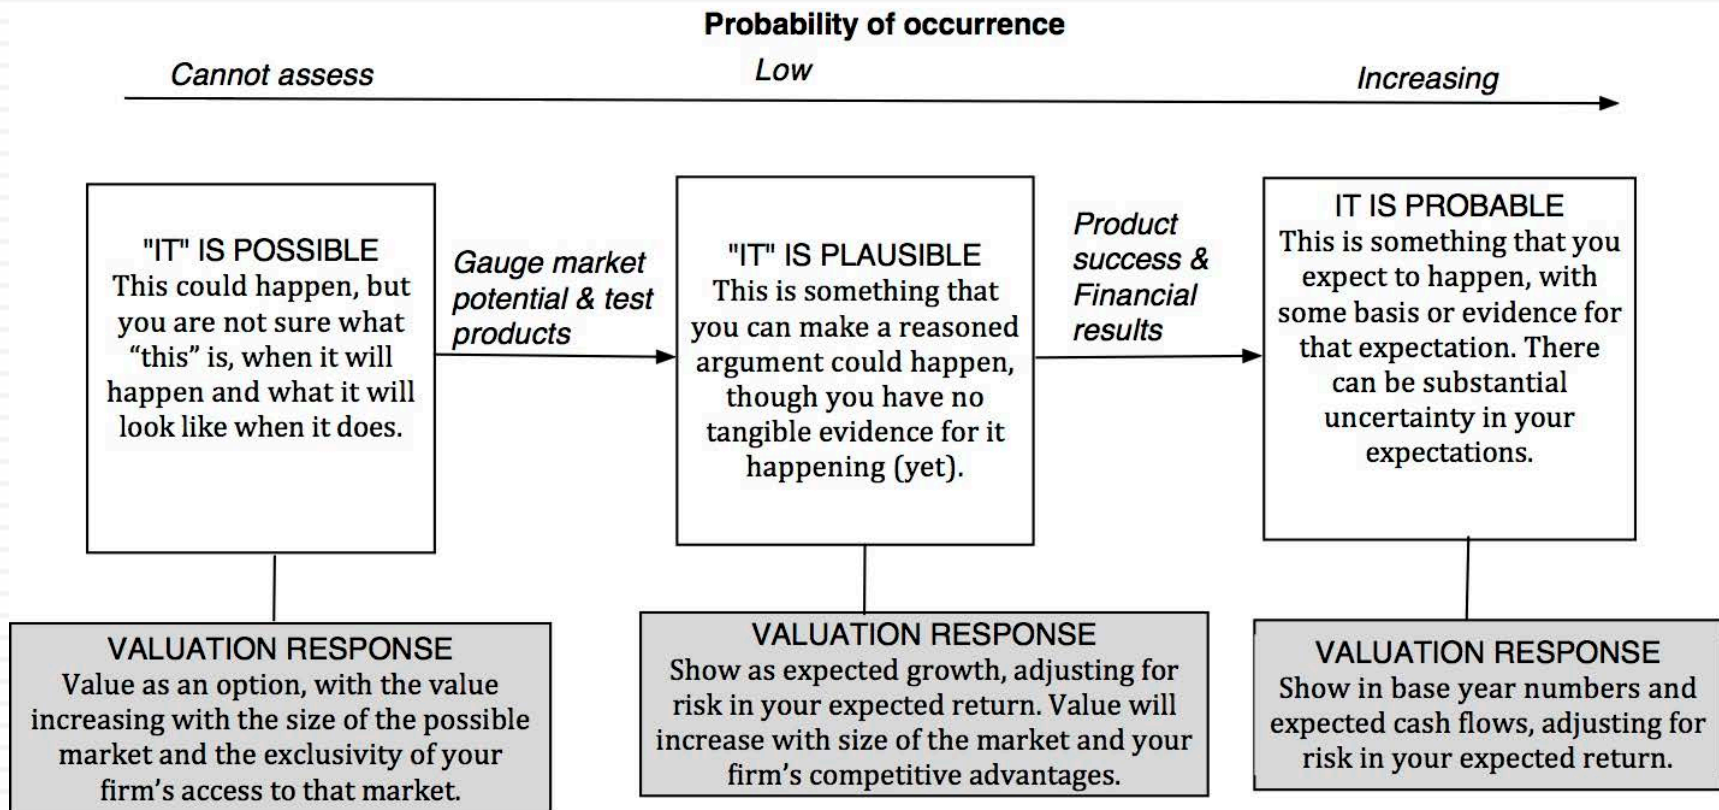 Probability of occurrence
Cannot assess
Low
Increasing
"IT" IS POSSIBLE
This could happen, but
you are not sure what
“this” is, when it will
happen and what it will
look like when it does.
Gauge market
potential & test
products
"IT" IS PLAUSIBLE
This is something that
you can make a reasoned
argument could happen,
though you have no
tangible evidence for it
happening (yet).
Product
success &
Financial
results
IT IS PROBABLE
This is something that you
expect to happen, with
some basis or evidence for
that expectation. There
can be substantial
uncertainty in your
expectations.
VALUATION RESPONSE
Value as an option, with the value
increasing with the size of the possible
market and the exclusivity of your
firm’s access to that market.
VALUATION RESPONSE
Show as expected growth, adjusting for
risk in your expected return. Value will
increase with size of the market and your
firm’s competitive advantages.
VALUATION RESPONSE
Show in base year numbers and
expected cash flows, adjusting for
risk in your expected return.